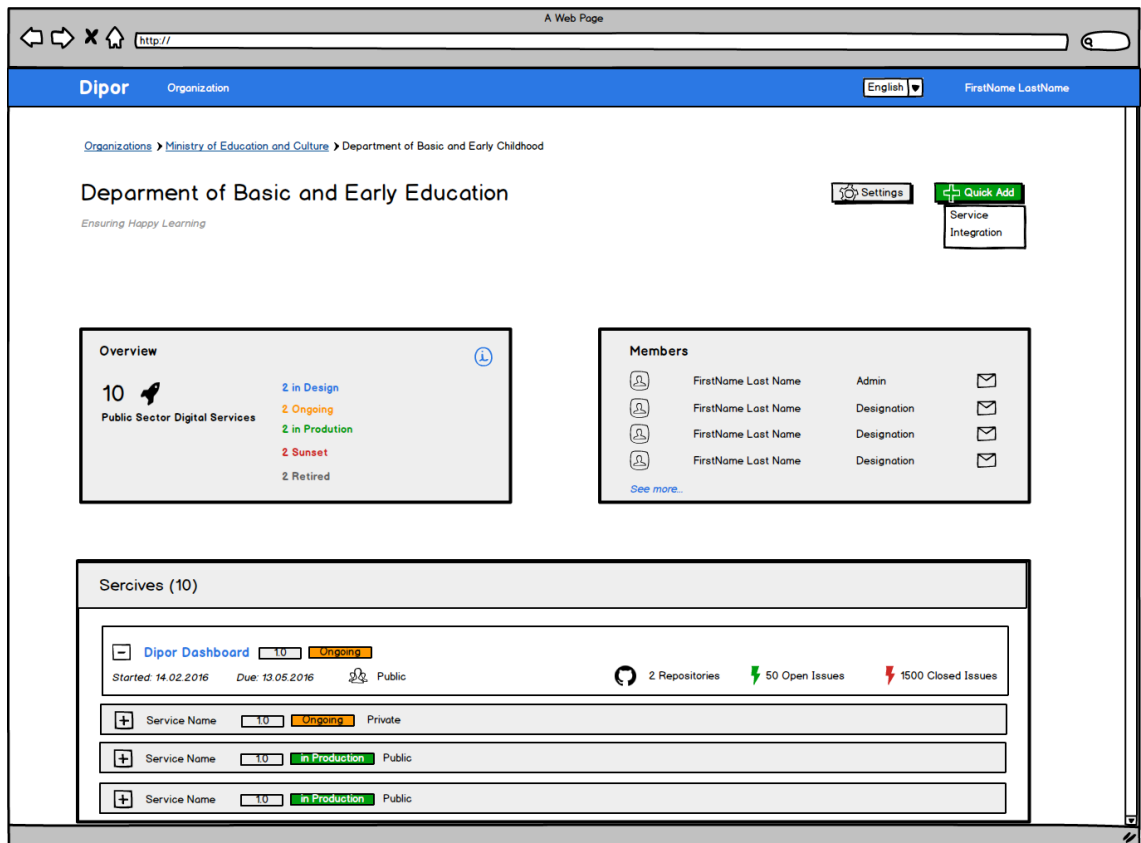 A Web Page
http://
Dipor Organization English FirstName LastName
Organizations > Ministry of Education and Culture > Department of Basic and Early Childhood
Deparment of Basic and Early Education
Settings
Quick Add
Ensuring Happy Learning
Service
Integration
Overview
10
Public Sector Digital Services
2 in Design
2 Ongoing
2 in Prodution
2 Sunset
2 Retired
Members
FirstName Last Name Admin
FirstName Last Name Designation
FirstName Last Name Designation
FirstName Last Name Designation
See more...
Sercives (10)
Dipor Dashboard 1.0 Ongoing
Started: 14.02.2016 Due: 13.05.2016 Public 2 Repositories 50 Open Issues 1500 Closed Issues
Service Name 1.0 Ongoing Private
Service Name 1.0 in Production Public
Service Name 1.0 in Production Public